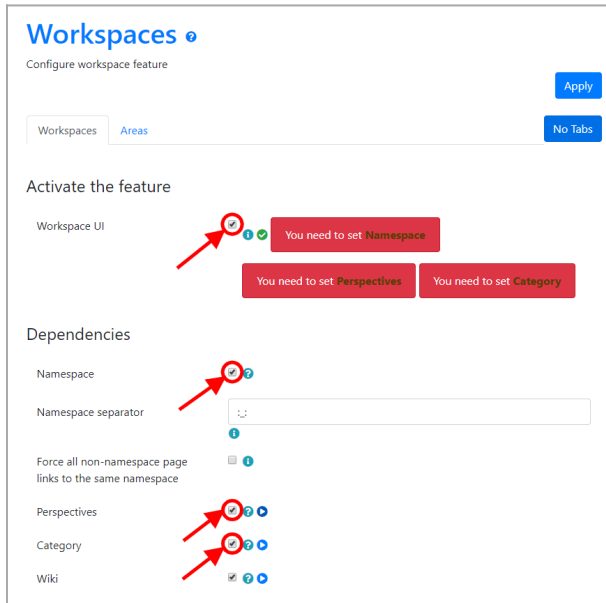 Workspaces
Configure workspace feature
Apply
Workspaces Areas No Tabs
Activate the feature
Workspace UI You need to set Namespace
You need to set Perspectives You need to set Category
Dependencies
Namespace
Namespace separator :_:
Force all non-namespace page
links to the same namespace
Perspectives
Category
Wiki